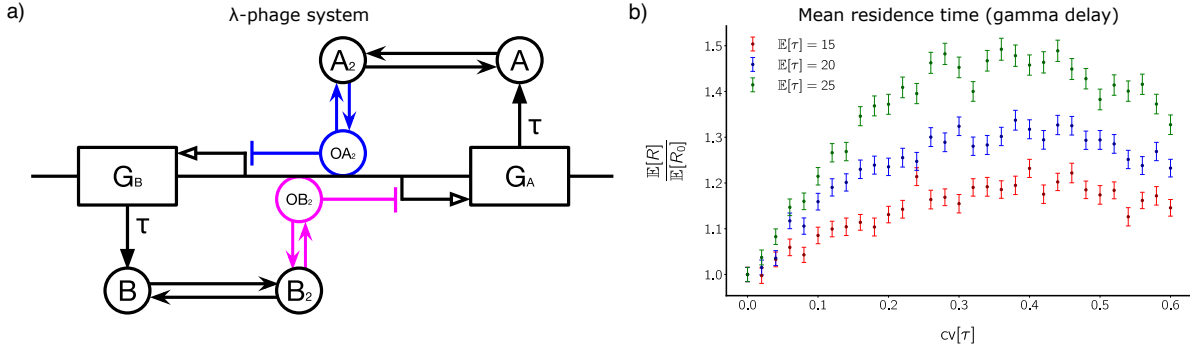 a)
λ-phage system
A₂
A
τ
OA₂
G_B
G_A
OB₂
τ
B
B₂
b)
Mean residence time (gamma delay)
𝔼[τ] = 15
𝔼[τ] = 20
𝔼[τ] = 25
1.5
1.4
1.3
1.2
1.1
1.0
𝔼[R]
𝔼[R₀]
0.0 0.1 0.2 0.3 0.4 0.5 0.6
cv[τ]